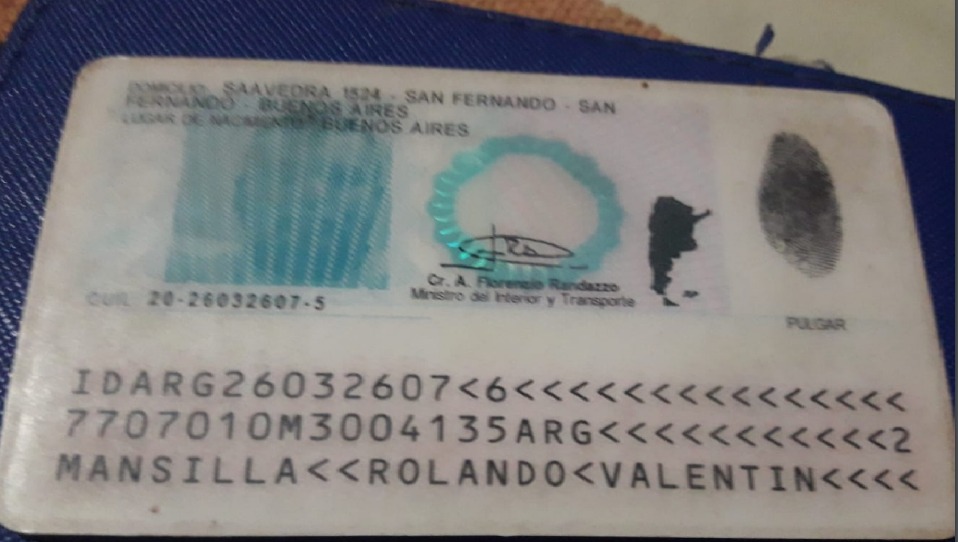 DOMICILIO: SAAVEDRA 1524 - SAN FERNANDO - SAN
FERNANDO - BUENOS AIRES
LUGAR DE NACIMIENTO: BUENOS AIRES
Cr. A. Florencio Randazzo
Ministro del Interior y Transporte
CUIL 20-26032607-5
PULGAR
IDARG26032607<6<<<<<<<<<<<<<<<
7707010M3004135ARG<<<<<<<<<<<2
MANSILLA<<ROLANDO<VALENTIN<<<<